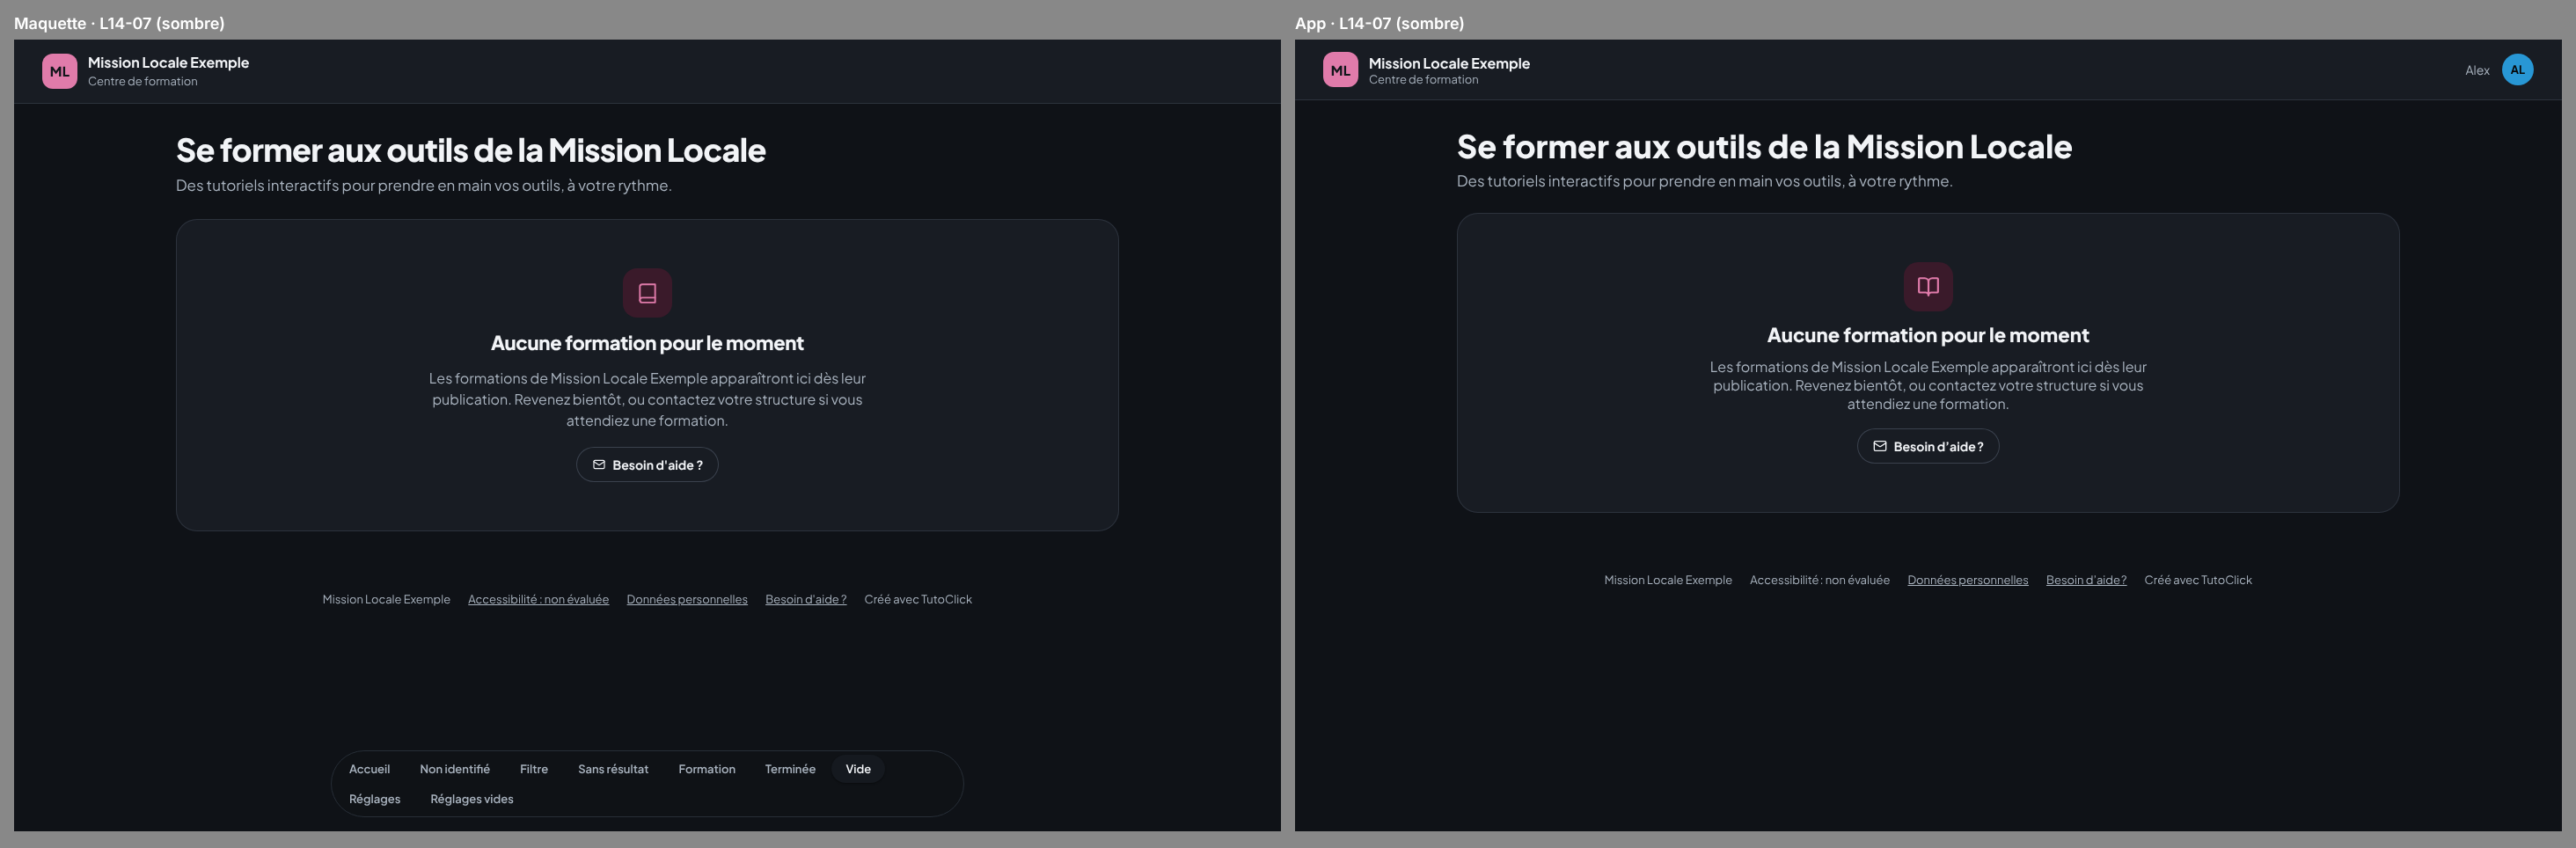 Maquette · L14-07 (sombre)
ML
Mission Locale Exemple
Centre de formation
Se former aux outils de la Mission Locale
Des tutoriels interactifs pour prendre en main vos outils, à votre rythme.
Aucune formation pour le moment
Les formations de Mission Locale Exemple apparaîtront ici dès leur
publication. Revenez bientôt, ou contactez votre structure si vous
attendiez une formation.
Besoin d'aide ?
Mission Locale Exemple Accessibilité : non évaluée Données personnelles Besoin d'aide ? Créé avec TutoClick
Accueil Non identifié Filtre Sans résultat Formation Terminée Vide
Réglages Réglages vides
App · L14-07 (sombre)
ML
Mission Locale Exemple
Centre de formation
Alex AL
Se former aux outils de la Mission Locale
Des tutoriels interactifs pour prendre en main vos outils, à votre rythme.
Aucune formation pour le moment
Les formations de Mission Locale Exemple apparaîtront ici dès leur
publication. Revenez bientôt, ou contactez votre structure si vous
attendiez une formation.
Besoin d’aide ?
Mission Locale Exemple Accessibilité : non évaluée Données personnelles Besoin d’aide ? Créé avec TutoClick